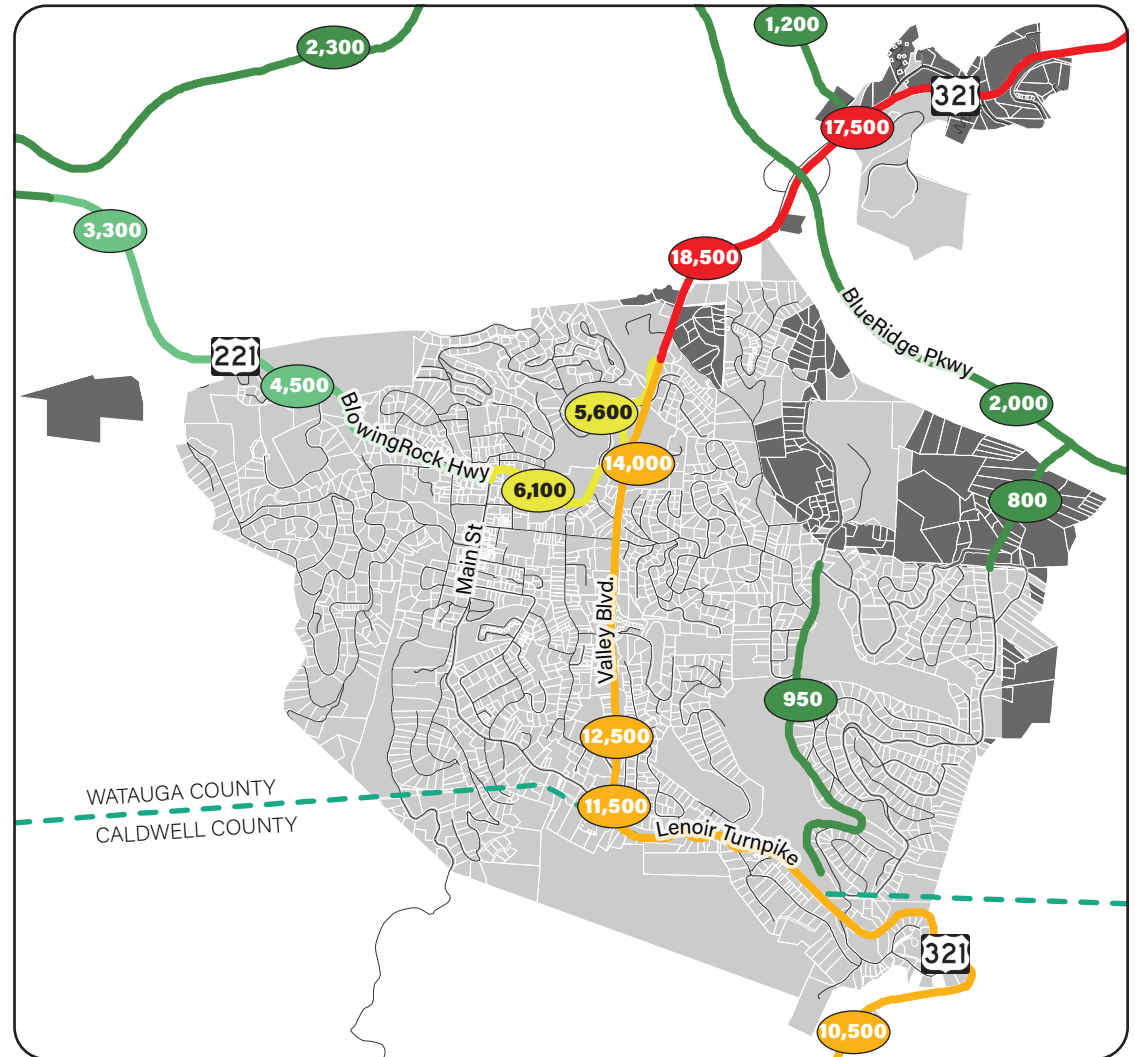 1,200
2,300
321
17,500
3,300
18,500
BlueRidge Pkwy
221
4,500
2,000
5,600
BlowingRock Hwy
14,000
6,100
800
Main St
Valley Blvd.
950
12,500
WATAUGA COUNTY
11,500
CALDWELL COUNTY
Lenoir Turnpike
321
10,500